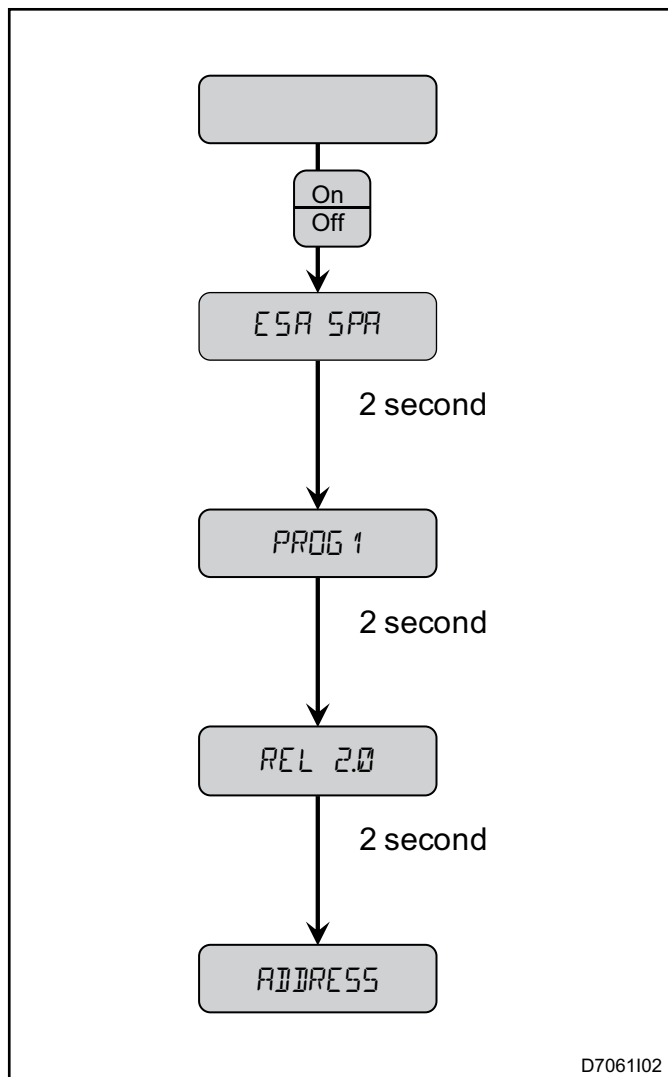 On
Off
ESA SPA
2 second
PROG 1
2 second
REL 2.0
2 second
ADDRESS
D7061I02